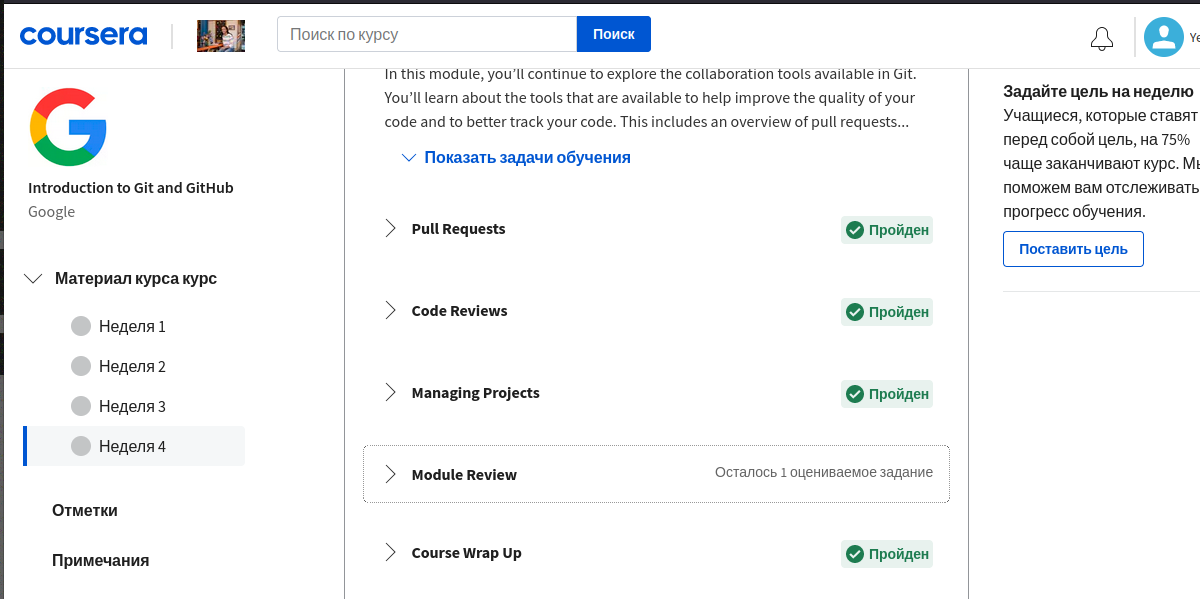 coursera
Поиск по курсу
Поиск
Introduction to Git and GitHub
Google
Материал курса курс
Неделя 1
Неделя 2
Неделя 3
Неделя 4
Отметки
Примечания
In this module, you’ll continue to explore the collaboration tools available in Git.
You’ll learn about the tools that are available to help improve the quality of your
code and to better track your code. This includes an overview of pull requests...
Показать задачи обучения
Pull Requests
Пройден
Code Reviews
Пройден
Managing Projects
Пройден
Module Review
Осталось 1 оцениваемое задание
Course Wrap Up
Пройден
Задайте цель на неделю
Учащиеся, которые ставят
перед собой цель, на 75%
чаще заканчивают курс. Мы
поможем вам отслеживать
прогресс обучения.
Поставить цель